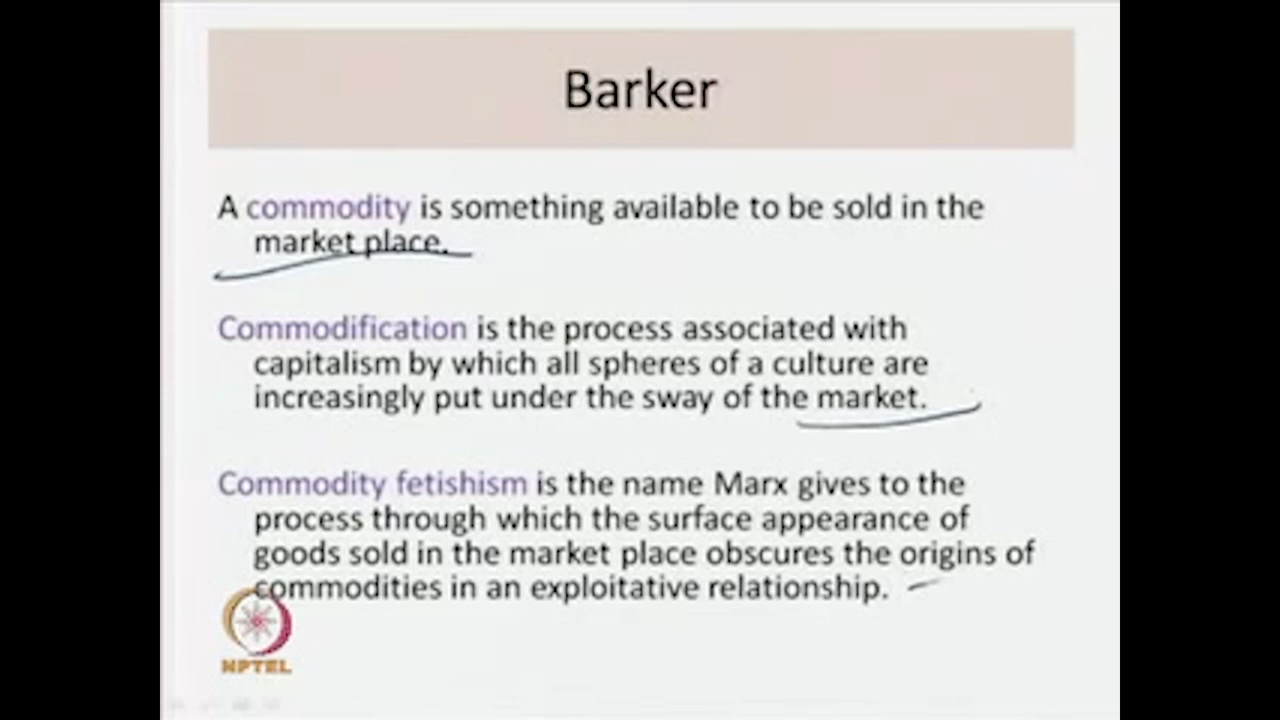 Barker
A commodity is something available to be sold in the
market place.
Commodification is the process associated with
capitalism by which all spheres of a culture are
increasingly put under the sway of the market.
Commodity fetishism is the name Marx gives to the
process through which the surface appearance of
goods sold in the market place obscures the origins of
commodities in an exploitative relationship.
NPTEL